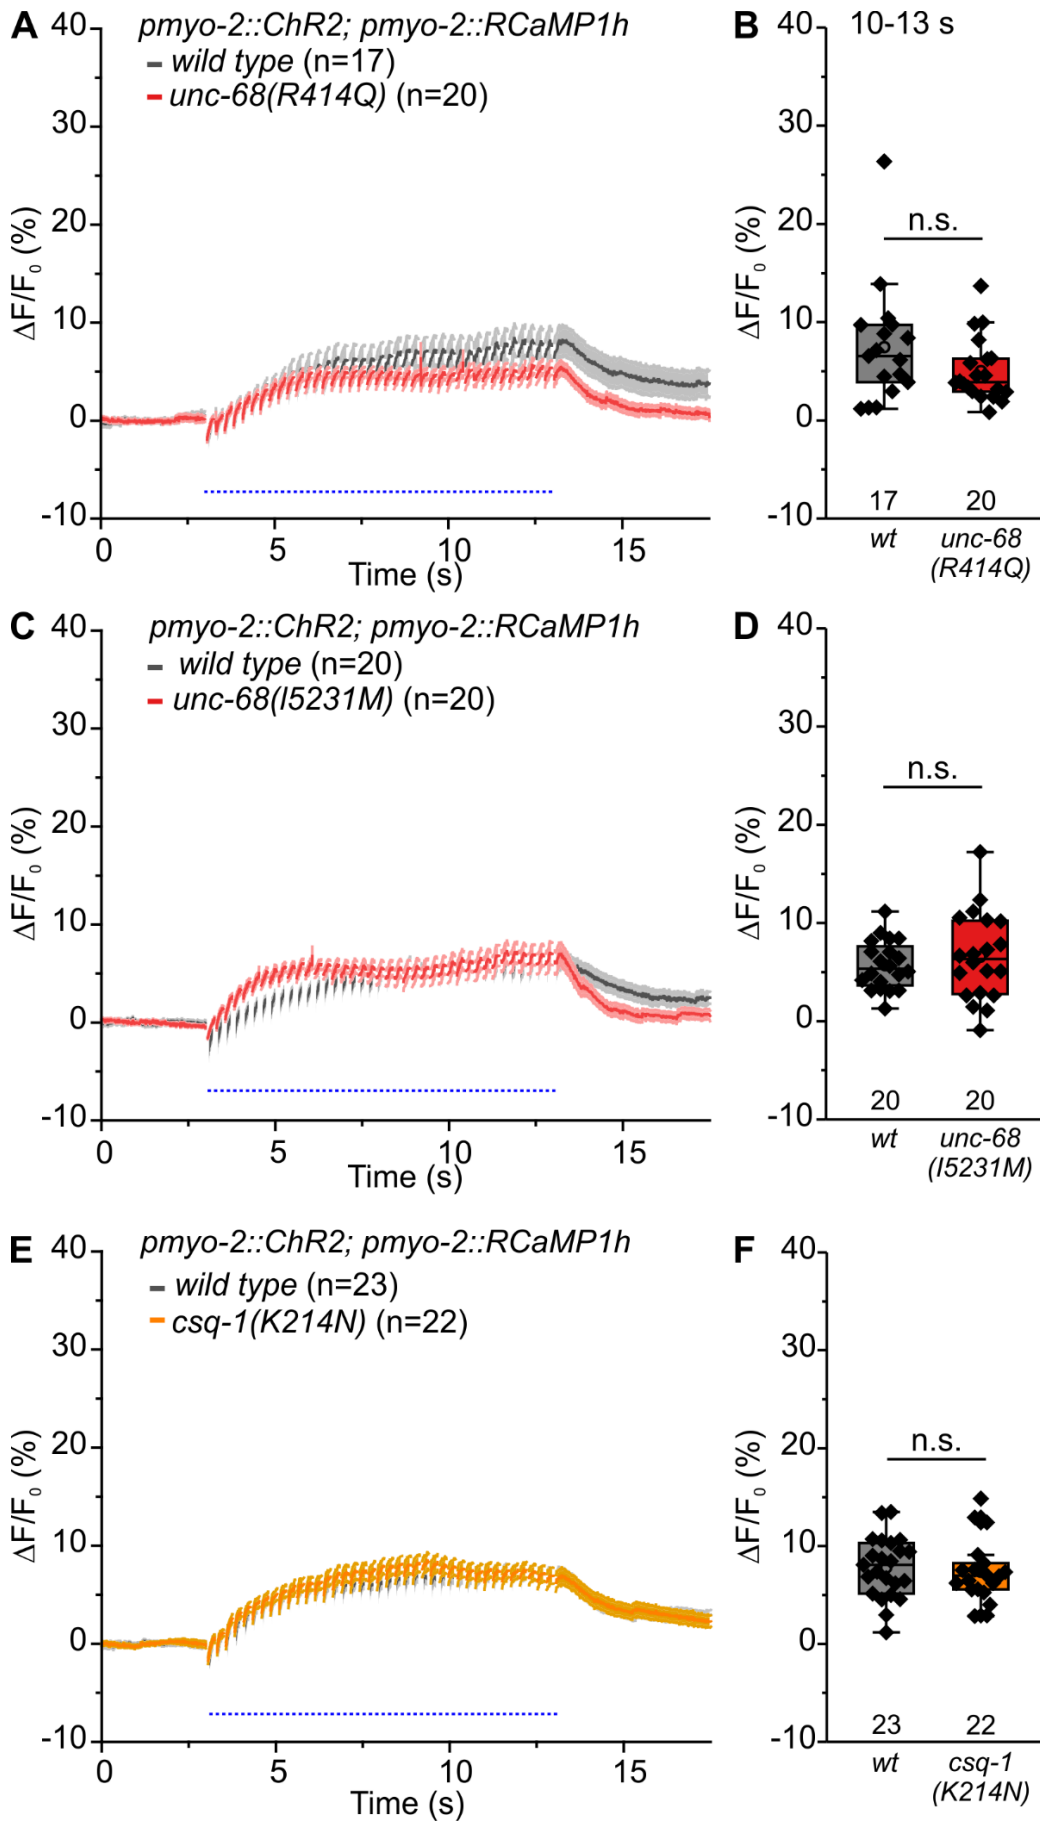 A
pmyo-2::ChR2; pmyo-2::RCaMP1h
wild type (n=17)
unc-68(R414Q) (n=20)
40
30
20
10
0
-10
ΔF/F0 (%)
0
5
10
15
Time (s)
B
10-13 s
40
30
20
10
0
-10
ΔF/F0 (%)
n.s.
17
20
wt
unc-68
(R414Q)
C
pmyo-2::ChR2; pmyo-2::RCaMP1h
wild type (n=20)
unc-68(I5231M) (n=20)
40
30
20
10
0
-10
ΔF/F0 (%)
0
5
10
15
Time (s)
D
40
30
20
10
0
-10
ΔF/F0 (%)
n.s.
20
20
wt
unc-68
(I5231M)
E
pmyo-2::ChR2; pmyo-2::RCaMP1h
wild type (n=23)
csq-1(K214N) (n=22)
40
30
20
10
0
-10
ΔF/F0 (%)
0
5
10
15
Time (s)
F
40
30
20
10
0
-10
ΔF/F0 (%)
n.s.
23
22
wt
csq-1
(K214N)